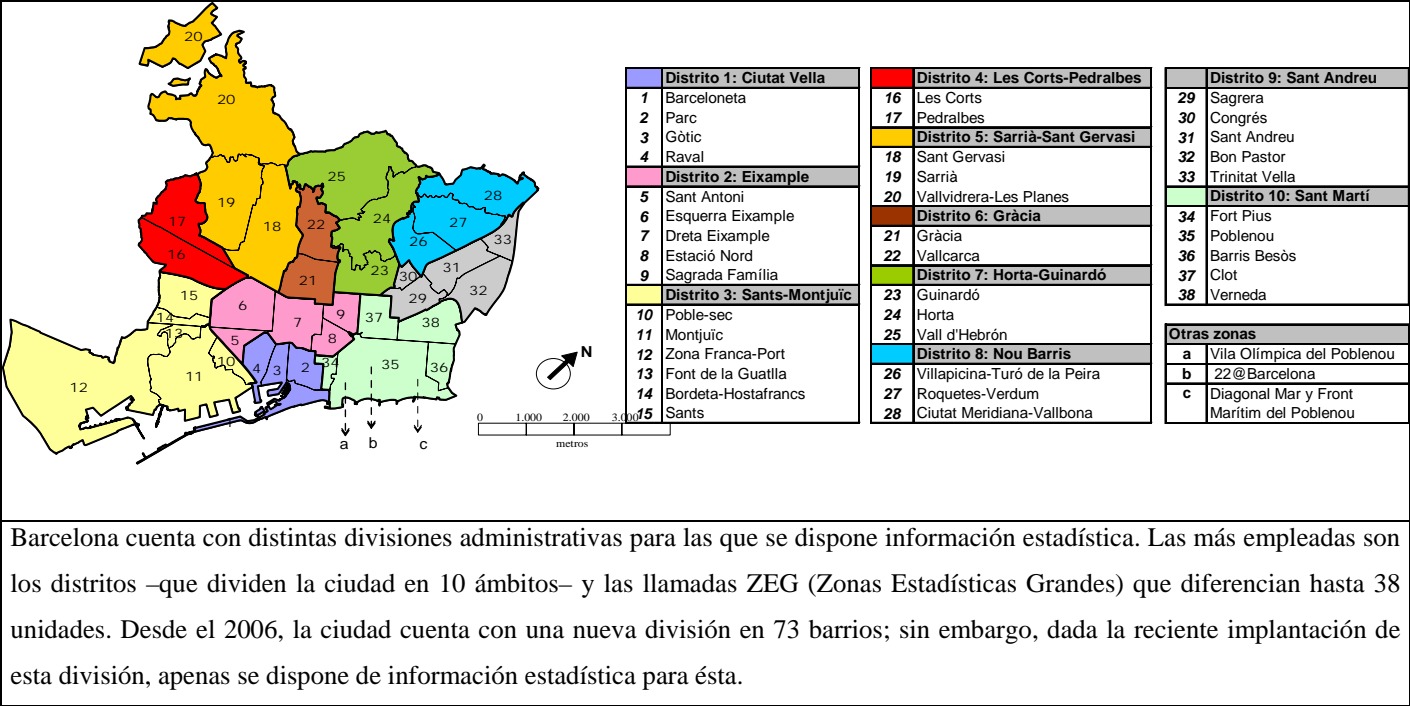 20
20
25
28
19
24
22
27
17
18
26
33
16
23
31
30
21
32
15
29
6
9
37
38
14
7
13
5
8
10
34
35
36
12
11
4
3
2
1
a
b
c
N
0 1.000 2.000 3.000
metros
Distrito 1: Ciutat Vella
1 Barceloneta
2 Parc
3 Gòtic
4 Raval
Distrito 2: Eixample
5 Sant Antoni
6 Esquerra Eixample
7 Dreta Eixample
8 Estació Nord
9 Sagrada Família
Distrito 3: Sants-Montjuïc
10 Poble-sec
11 Montjuïc
12 Zona Franca-Port
13 Font de la Guatlla
14 Bordeta-Hostafrancs
15 Sants
Distrito 4: Les Corts-Pedralbes
16 Les Corts
17 Pedralbes
Distrito 5: Sarrià-Sant Gervasi
18 Sant Gervasi
19 Sarrià
20 Vallvidrera-Les Planes
Distrito 6: Gràcia
21 Gràcia
22 Vallcarca
Distrito 7: Horta-Guinardó
23 Guinardó
24 Horta
25 Vall d'Hebrón
Distrito 8: Nou Barris
26 Villapicina-Turó de la Peira
27 Roquetes-Verdum
28 Ciutat Meridiana-Vallbona
Distrito 9: Sant Andreu
29 Sagrera
30 Congrés
31 Sant Andreu
32 Bon Pastor
33 Trinitat Vella
Distrito 10: Sant Martí
34 Fort Pius
35 Poblenou
36 Barris Besòs
37 Clot
38 Verneda
Otras zonas
a Vila Olímpica del Poblenou
b 22@Barcelona
c Diagonal Mar y Front
Marítim del Poblenou
Barcelona cuenta con distintas divisiones administrativas para las que se dispone información estadística. Las más empleadas son
los distritos –que dividen la ciudad en 10 ámbitos– y las llamadas ZEG (Zonas Estadísticas Grandes) que diferencian hasta 38
unidades. Desde el 2006, la ciudad cuenta con una nueva división en 73 barrios; sin embargo, dada la reciente implantación de
esta división, apenas se dispone de información estadística para ésta.